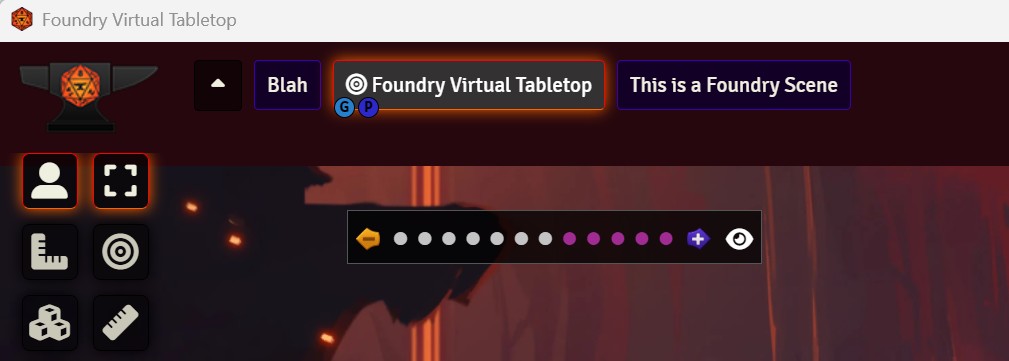 Foundry Virtual Tabletop
Blah
Foundry Virtual Tabletop
This is a Foundry Scene
G P